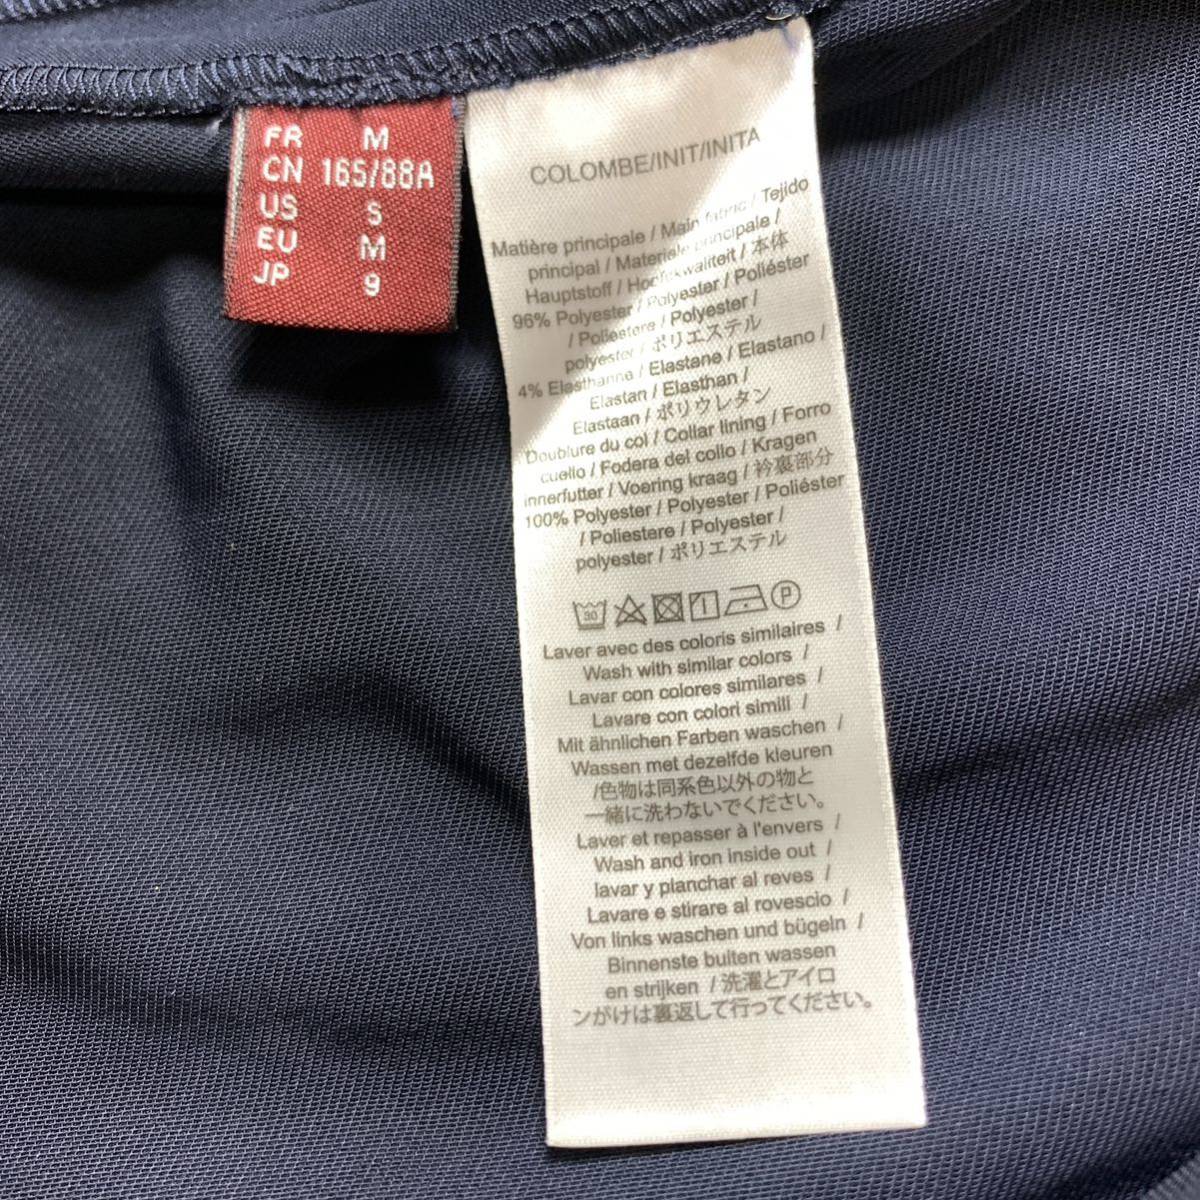 FR M
CN 165/88A
US S
EU M
JP 9
COLOMBE/INIT/INITA
Matière principale / Main fabric / Tejido
principal / Materiale principale /
Hauptstoff / Hoofdkwaliteit / 本体
96% Polyester / Polyester / Poliéster
/ Poliestere / Polyester /
polyester / ポリエステル
4% Elasthanne / Elastane / Elastano /
Elastan / Elasthan /
Elastaan / ポリウレタン
Doublure du col / Collar lining / Forro
cuello / Fodera del collo / Kragen
innerfutter / Voering kraag / 衿裏部分
100% Polyester / Polyester / Poliéster
/ Poliestere / Polyester /
polyester / ポリエステル
30 P
Laver avec des coloris similaires /
Wash with similar colors /
Lavar con colores similares /
Lavare con colori simill /
Mit ähnlichen Farben waschen /
Wassen met dezelfde kleuren
/色物は同系色以外の物と
一緒に洗わないでください。
Laver et repasser à l'envers /
Wash and iron inside out /
lavar y planchar al reves /
Lavare e stirare al rovescio /
Von links waschen und bügeln /
Binnenste buiten wassen
en strijken / 洗濯とアイロ
ンがけは裏返して行ってください。